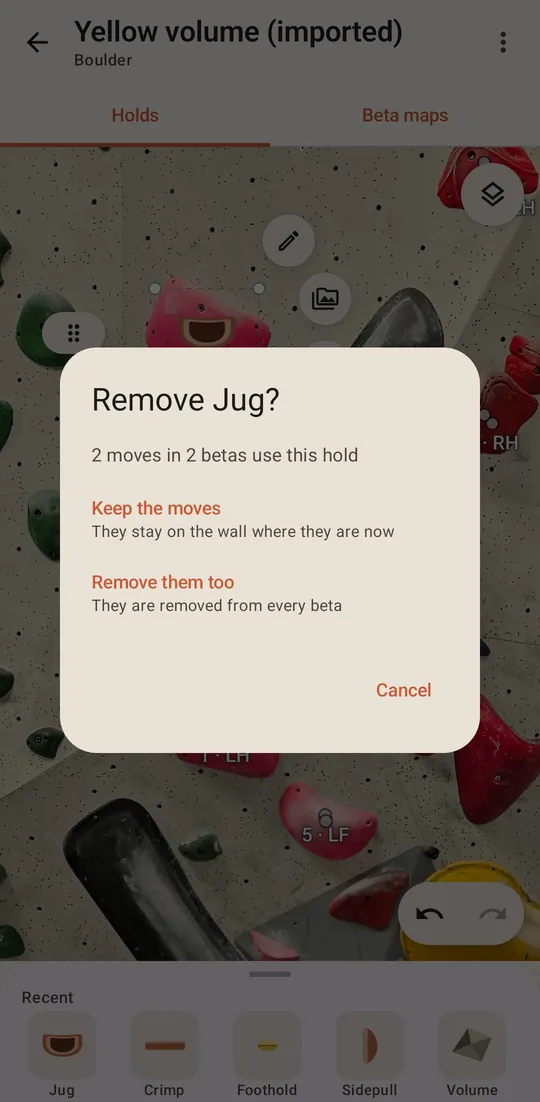 Yellow volume (imported)
Boulder
Holds
Beta maps
H
· RH
Remove Jug?
2 moves in 2 betas use this hold
Keep the moves
They stay on the wall where they are now
Remove them too
They are removed from every beta
Cancel
1 · LH
5 · LF
Recent
Jug
Crimp
Foothold
Sidepull
Volume